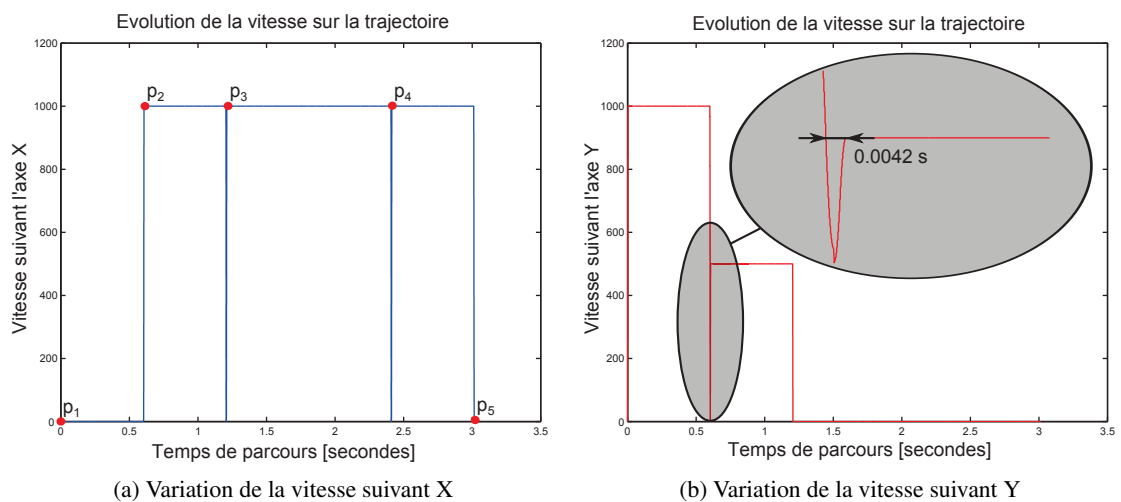 Evolution de la vitesse sur la trajectoire
1200
1000
800
600
400
200
0
0
0.5
1
1.5
2
2.5
3
3.5
Vitesse suivant l'axe X
Temps de parcours [secondes]
p1
p2
p3
p4
p5
(a) Variation de la vitesse suivant X
Evolution de la vitesse sur la trajectoire
1200
1000
800
600
400
200
0
0
0.5
1
1.5
2
2.5
3
3.5
Vitesse suivant l'axe Y
Temps de parcours [secondes]
0.0042 s
(b) Variation de la vitesse suivant Y